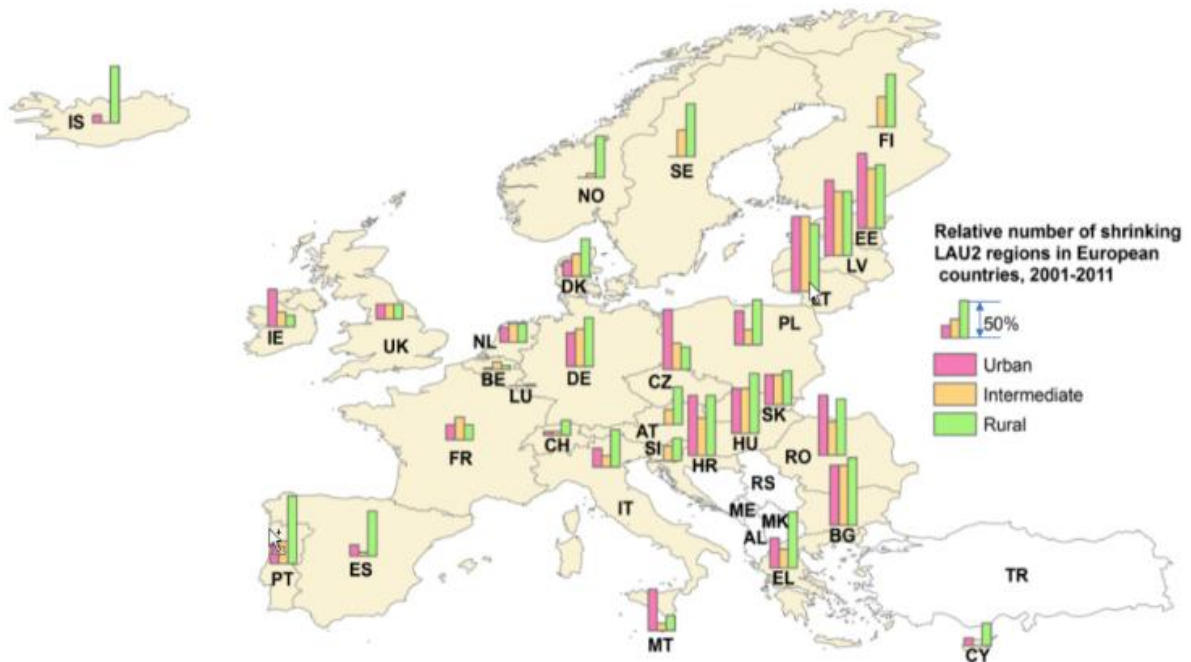 IS
FI
SE
NO
EE
Relative number of shrinking
LAU2 regions in European
countries, 2001-2011
LV
DK
LT
50%
IE
UK
NL
PL
BE
DE
CZ
LU
Urban
Intermediate
Rural
SK
AT
HU
FR
CH
SI
HR
RO
RS
IT
ME
MK
AL
BG
PT
ES
EL
TR
MT
CY